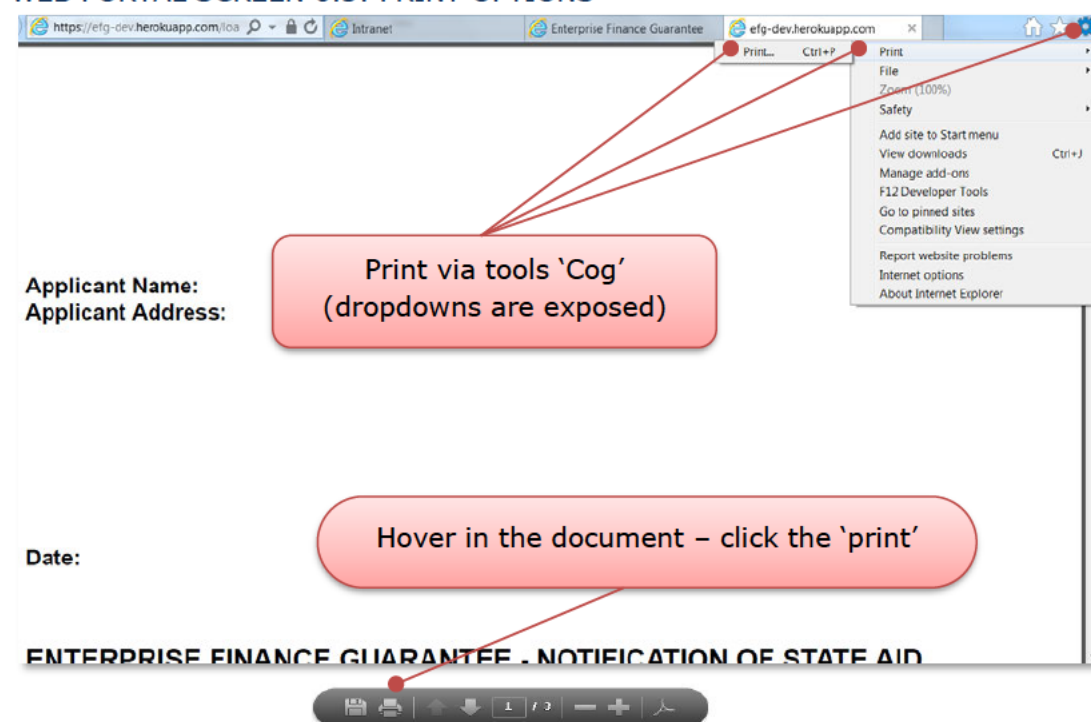 https://efg-dev.herokuapp.com/loa
Intranet
Enterprise Finance Guarantee
efg-dev.herokuapp.com
Print... Ctrl+P
Print
File
Zoom (100%)
Safety
Add site to Start menu
View downloads Ctrl+J
Manage add-ons
F12 Developer Tools
Go to pinned sites
Compatibility View settings
Report website problems
Internet options
About Internet Explorer
Print via tools ‘Cog’
(dropdowns are exposed)
Applicant Name:
Applicant Address:
Hover in the document – click the ‘print’
Date:
ENTERPRISE FINANCE GUARANTEE - NOTIFICATION OF STATE AID
1 / 3